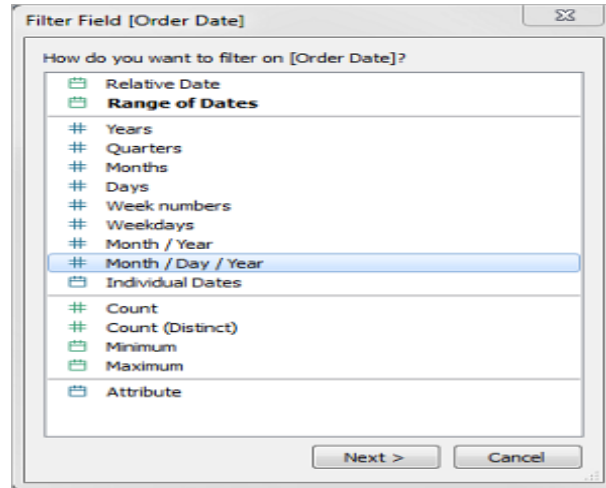 Filter Field [Order Date]
How do you want to filter on [Order Date]?
Relative Date
Range of Dates
Years
Quarters
Months
Days
Week numbers
Weekdays
Month / Year
Month / Day / Year
Individual Dates
Count
Count (Distinct)
Minimum
Maximum
Attribute
Next > Cancel